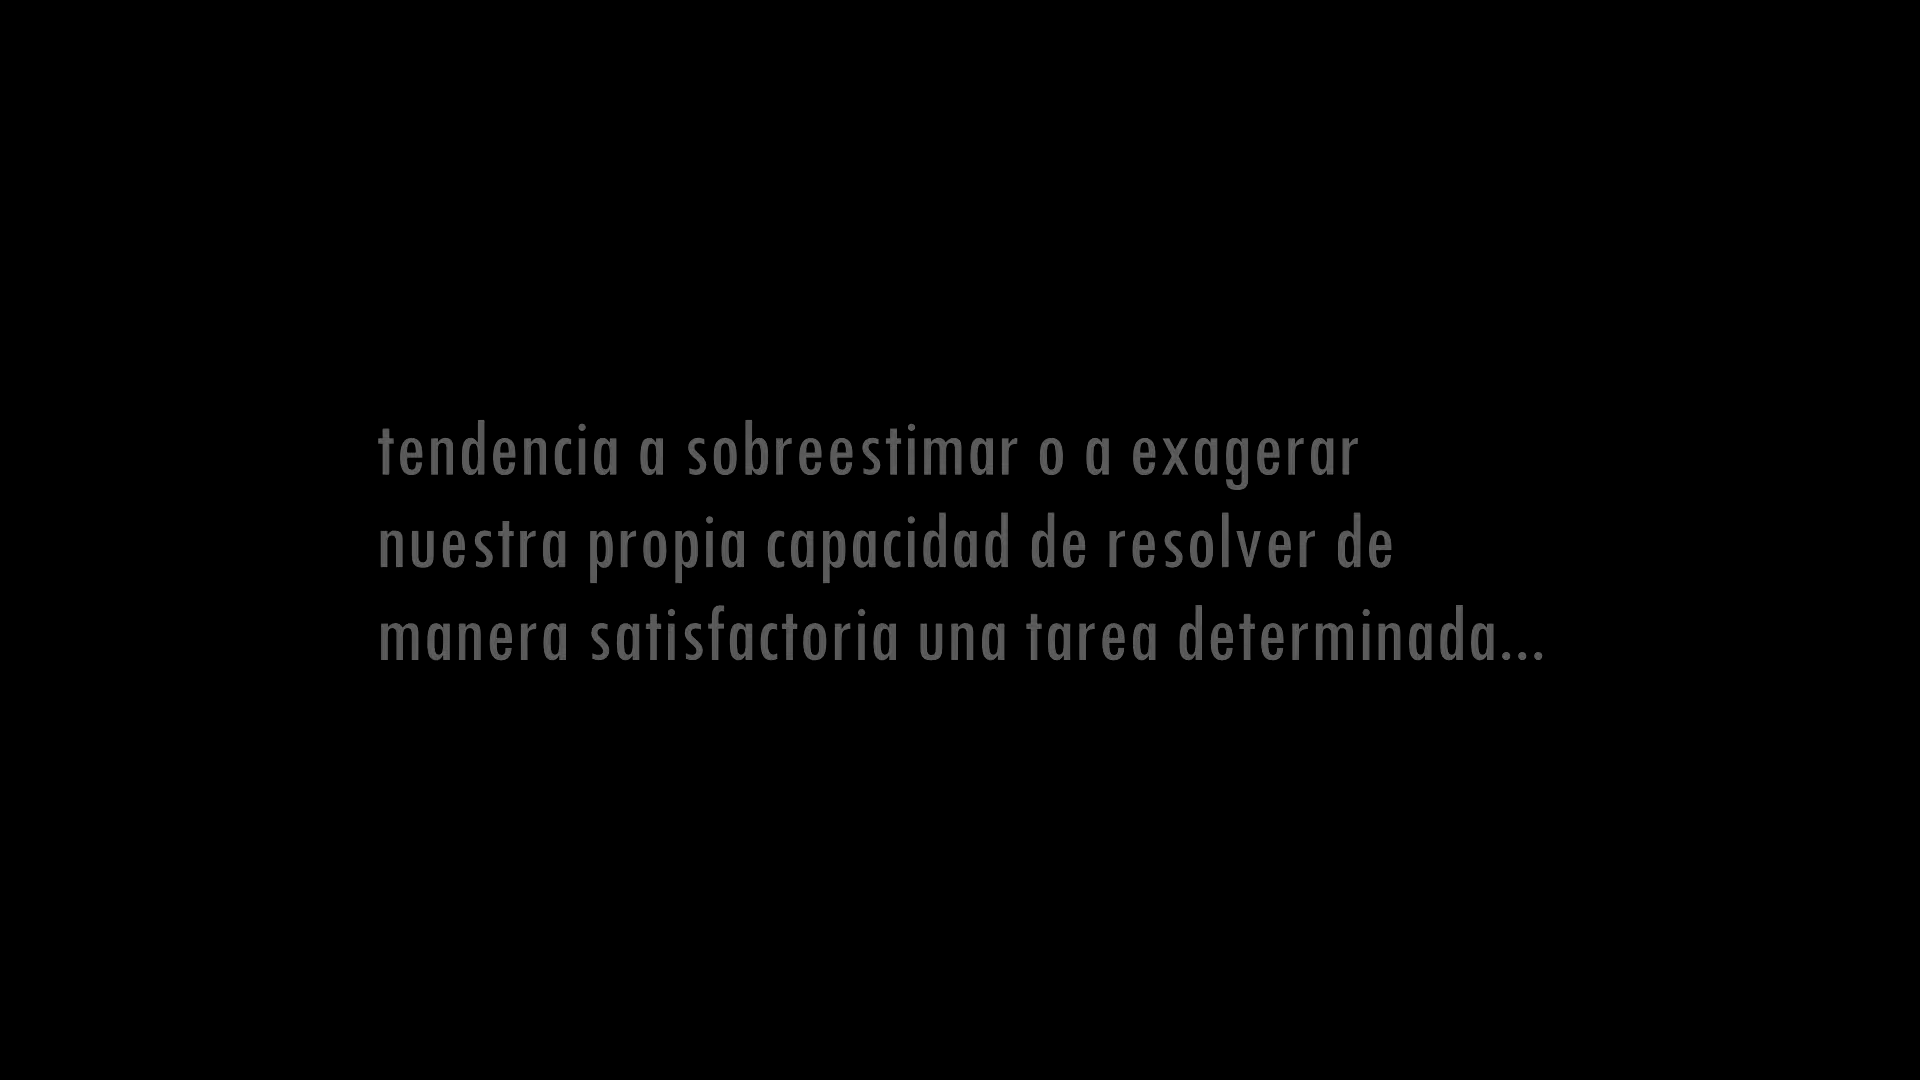 tendencia a sobreestimar o a exagerar
nuestra propia capacidad de resolver de
manera satisfactoria una tarea determinada...